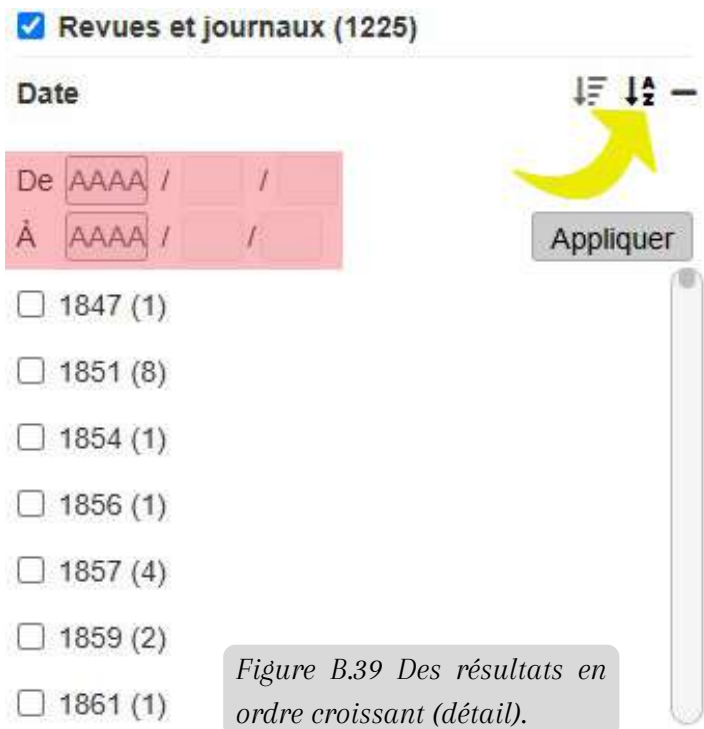 Revues et journaux (1225)
Date
De AAAA / /
À AAAA / /
Appliquer
1847 (1)
1851 (8)
1854 (1)
1856 (1)
1857 (4)
1859 (2)
1861 (1)
Figure B.39 Des résultats en
ordre croissant (détail).